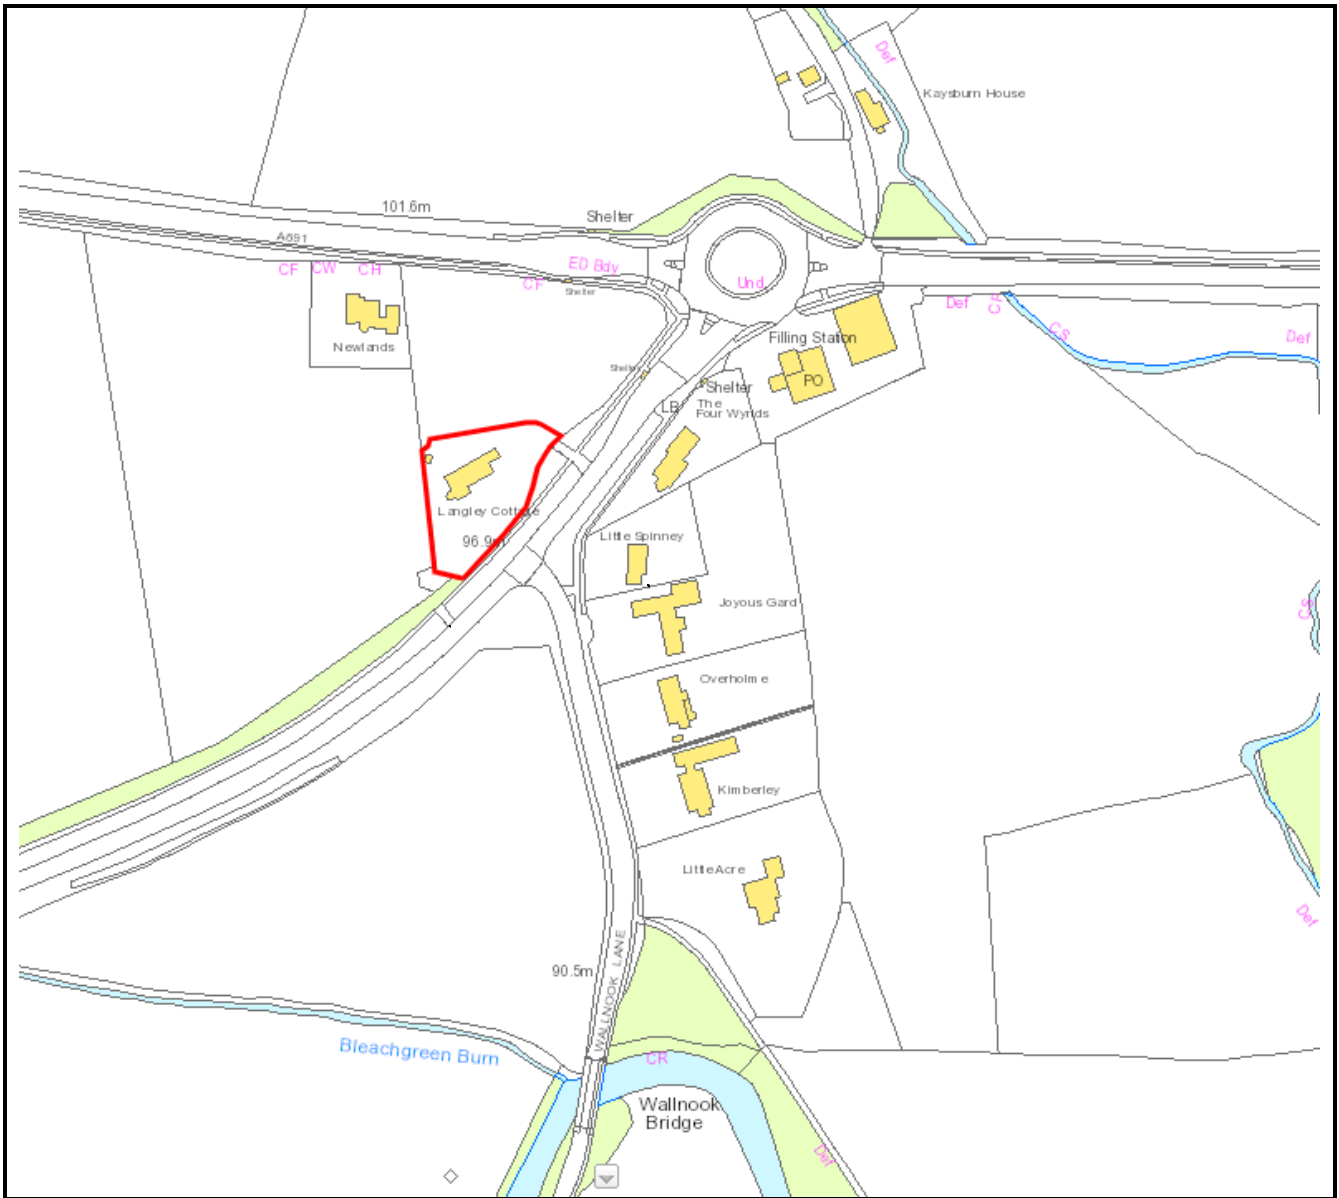 Def
Kaysburn House
101.6m
Shelter
A691
CF
CW
CH
ED Bdy
CF
Shelter
Und
Def
CR
CS
Def
Newlands
Filling Station
Shelter
PO
Shelter
LB
The
Four Wynds
Langley Cottage
96.9m
Little Spinney
Joyous Gard
CS
Overholme
Kimberley
Little Acre
Def
90.5m
WALLNOOK LANE
Bleachgreen Burn
CR
Wallnook
Bridge
Def